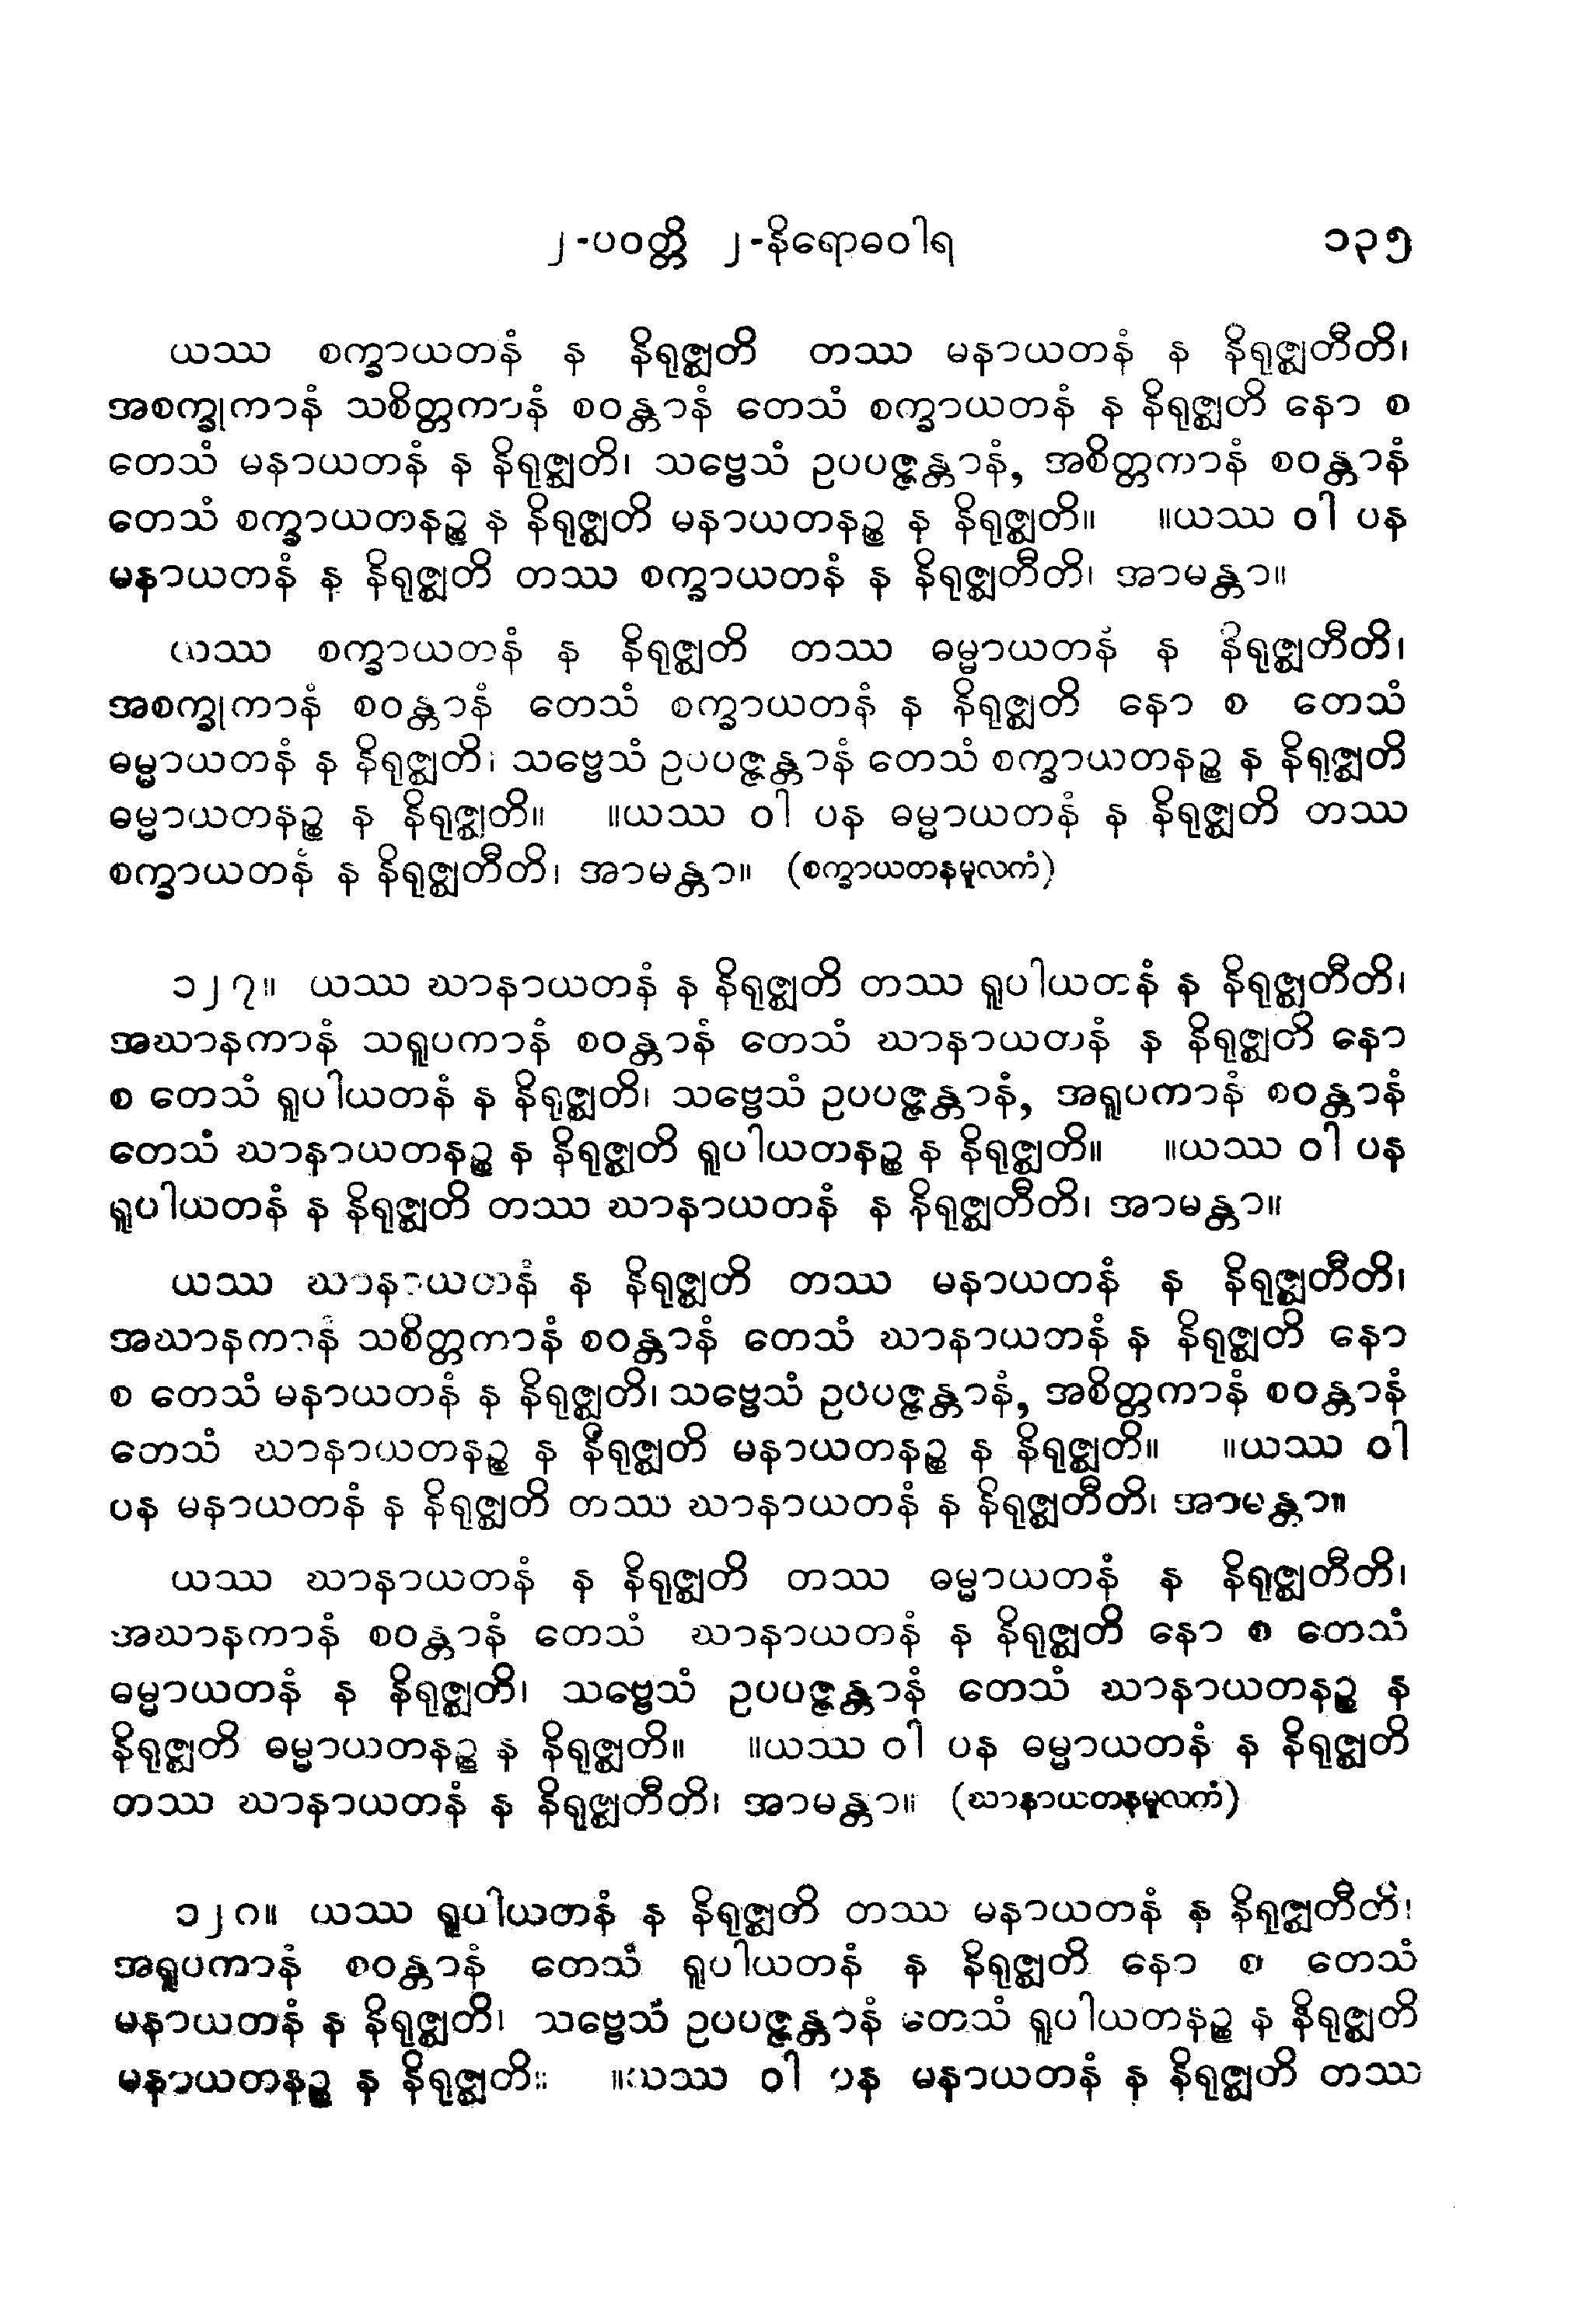 ၂-ပဝတ္တိ ၂-နိရောဓဝါရ ၁၃၅
ယဿ စက္ခာယတနံ န နိရုဇ္ဈတိ တဿ မနာယတနံ န နိရုဇ္ဈတီတိ၊
အစက္ခုကာနံ သစိတ္တကာနံ စဝန္တာနံ တေသံ စက္ခာယတနံ န နိရုဇ္ဈတိ နော စ
တေသံ မနာယတနံ န နိရုဇ္ဈတိ၊ သဗ္ဗေသံ ဥပပဇ္ဇန္တာနံ, အစိတ္တကာနံ စဝန္တာနံ
တေသံ စက္ခာယတနဉ္စ န နိရုဇ္ဈတိ မနာယတနဉ္စ န နိရုဇ္ဈတိ။ ။ယဿ ဝါ ပန
မနာယတနံ န နိရုဇ္ဈတိ တဿ စက္ခာယတနံ န နိရုဇ္ဈတီတိ၊ အာမန္တာ။
ယဿ စက္ခာယတနံ န နိရုဇ္ဈတိ တဿ ဓမ္မာယတနံ န နိရုဇ္ဈတီတိ၊
အစက္ခုကာနံ စဝန္တာနံ တေသံ စက္ခာယတနံ န နိရုဇ္ဈတိ နော စ တေသံ
ဓမ္မာယတနံ န နိရုဇ္ဈတိ၊ သဗ္ဗေသံ ဥပပဇ္ဇန္တာနံ တေသံ စက္ခာယတနဉ္စ န နိရုဇ္ဈတိ
ဓမ္မာယတနဉ္စ န နိရုဇ္ဈတိ။ ။ယဿ ဝါ ပန ဓမ္မာယတနံ န နိရုဇ္ဈတိ တဿ
စက္ခာယတနံ န နိရုဇ္ဈတီတိ၊ အာမန္တာ။ (စက္ခာယတနမူလကံ)
၁၂၇။ ယဿ ဃာနာယတနံ န နိရုဇ္ဈတိ တဿ ရူပါယတနံ န နိရုဇ္ဈတီတိ၊
အဃာနကာနံ သရူပကာနံ စဝန္တာနံ တေသံ ဃာနာယတနံ န နိရုဇ္ဈတိ နော
စ တေသံ ရူပါယတနံ န နိရုဇ္ဈတိ၊ သဗ္ဗေသံ ဥပပဇ္ဇန္တာနံ, အရူပကာနံ စဝန္တာနံ
တေသံ ဃာနာယတနဉ္စ န နိရုဇ္ဈတိ ရူပါယတနဉ္စ န နိရုဇ္ဈတိ။ ။ယဿ ဝါ ပန
ရူပါယတနံ န နိရုဇ္ဈတိ တဿ ဃာနာယတနံ န နိရုဇ္ဈတီတိ၊ အာမန္တာ။
ယဿ ဃာနာယတနံ န နိရုဇ္ဈတိ တဿ မနာယတနံ န နိရုဇ္ဈတီတိ၊
အဃာနကာနံ သစိတ္တကာနံ စဝန္တာနံ တေသံ ဃာနာယတနံ န နိရုဇ္ဈတိ နော
စ တေသံ မနာယတနံ န နိရုဇ္ဈတိ၊ သဗ္ဗေသံ ဥပပဇ္ဇန္တာနံ, အစိတ္တကာနံ စဝန္တာနံ
တေသံ ဃာနာယတနဉ္စ န နိရုဇ္ဈတိ မနာယတနဉ္စ န နိရုဇ္ဈတိ။ ။ယဿ ဝါ
ပန မနာယတနံ န နိရုဇ္ဈတိ တဿ ဃာနာယတနံ န နိရုဇ္ဈတီတိ၊ အာမန္တာ။
ယဿ ဃာနာယတနံ န နိရုဇ္ဈတိ တဿ ဓမ္မာယတနံ န နိရုဇ္ဈတီတိ၊
အဃာနကာနံ စဝန္တာနံ တေသံ ဃာနာယတနံ န နိရုဇ္ဈတိ နော စ တေသံ
ဓမ္မာယတနံ န နိရုဇ္ဈတိ၊ သဗ္ဗေသံ ဥပပဇ္ဇန္တာနံ တေသံ ဃာနာယတနဉ္စ န
နိရုဇ္ဈတိ ဓမ္မာယတနဉ္စ န နိရုဇ္ဈတိ။ ။ယဿ ဝါ ပန ဓမ္မာယတနံ န နိရုဇ္ဈတိ
တဿ ဃာနာယတနံ န နိရုဇ္ဈတီတိ၊ အာမန္တာ။ (ဃာနာယတနမူလကံ)
၁၂၈။ ယဿ ရူပါယတနံ န နိရုဇ္ဈတိ တဿ မနာယတနံ န နိရုဇ္ဈတီတိ၊
အရူပကာနံ စဝန္တာနံ တေသံ ရူပါယတနံ န နိရုဇ္ဈတိ နော စ တေသံ
မနာယတနံ န နိရုဇ္ဈတိ၊ သဗ္ဗေသံ ဥပပဇ္ဇန္တာနံ တေသံ ရူပါယတနဉ္စ န နိရုဇ္ဈတိ
မနာယတနဉ္စ န နိရုဇ္ဈတိ။ ။ယဿ ဝါ ပန မနာယတနံ န နိရုဇ္ဈတိ တဿ